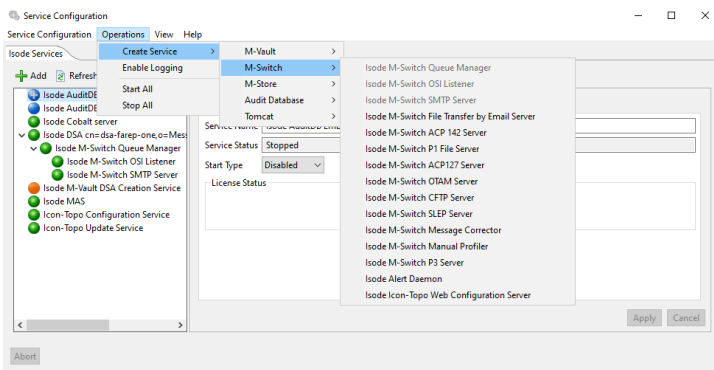 Service Configuration
Service Configuration Operations View Help
Isode Services
Create Service
Enable Logging
Start All
Stop All
M-Vault
M-Switch
M-Store
Audit Database
Tomcat
Isode M-Switch Queue Manager
Isode M-Switch OSI Listener
Isode M-Switch SMTP Server
Isode M-Switch File Transfer by Email Server
Isode M-Switch ACP 142 Server
Isode M-Switch P1 File Server
Isode M-Switch ACP127 Server
Isode M-Switch OTAM Server
Isode M-Switch CFTP Server
Isode M-Switch SLEP Server
Isode M-Switch Message Corrector
Isode M-Switch Manual Profiler
Isode M-Switch P3 Server
Isode Alert Daemon
Isode Icon-Topo Web Configuration Server
Add Refresh
Isode AuditDB
Isode AuditDB
Isode Cobalt server
Isode DSA cn=dsa-farep-one,o=Mes
Isode M-Switch Queue Manager
Isode M-Switch OSI Listener
Isode M-Switch SMTP Server
Isode M-Vault DSA Creation Service
Isode MAS
Icon-Topo Configuration Service
Icon-Topo Update Service
Service Name Isode AuditDB Emb
Service Status Stopped
Start Type Disabled
License Status
Apply Cancel
Abort